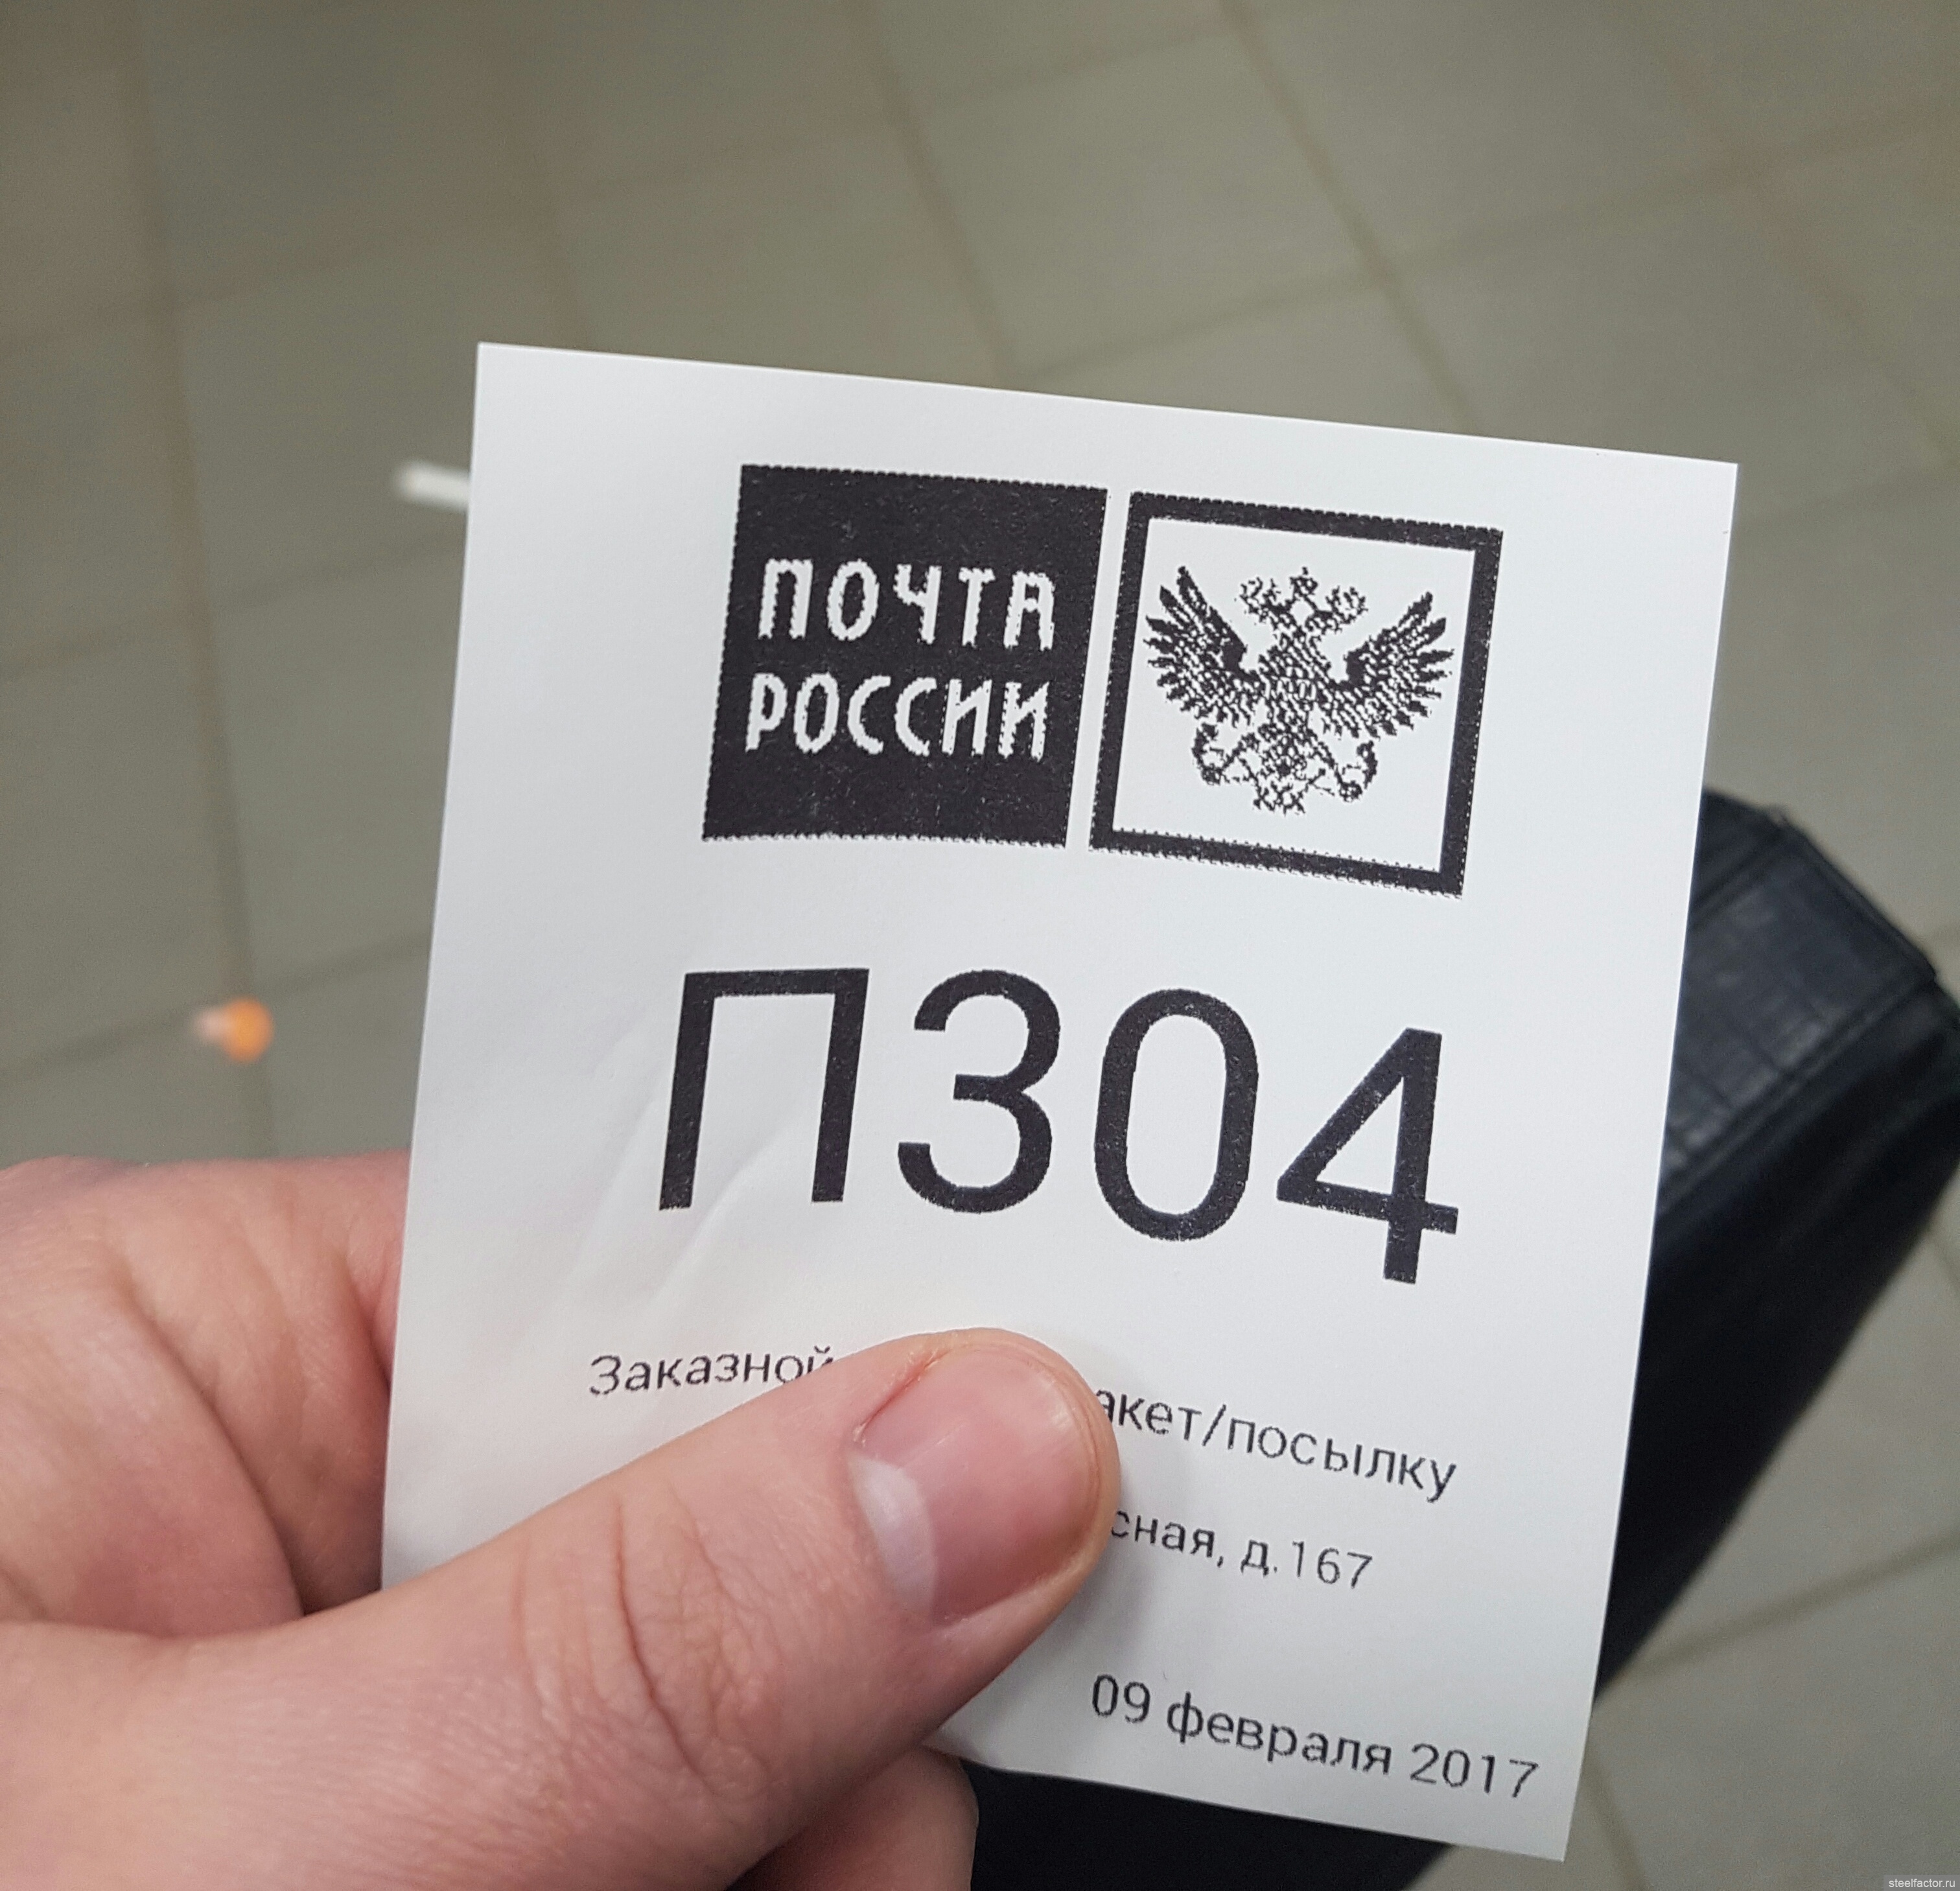 ПОЧТА
РОССИИ
П304
Заказной акет/посылку
сная, д.167
09 февраля 2017
steelfactor.ru